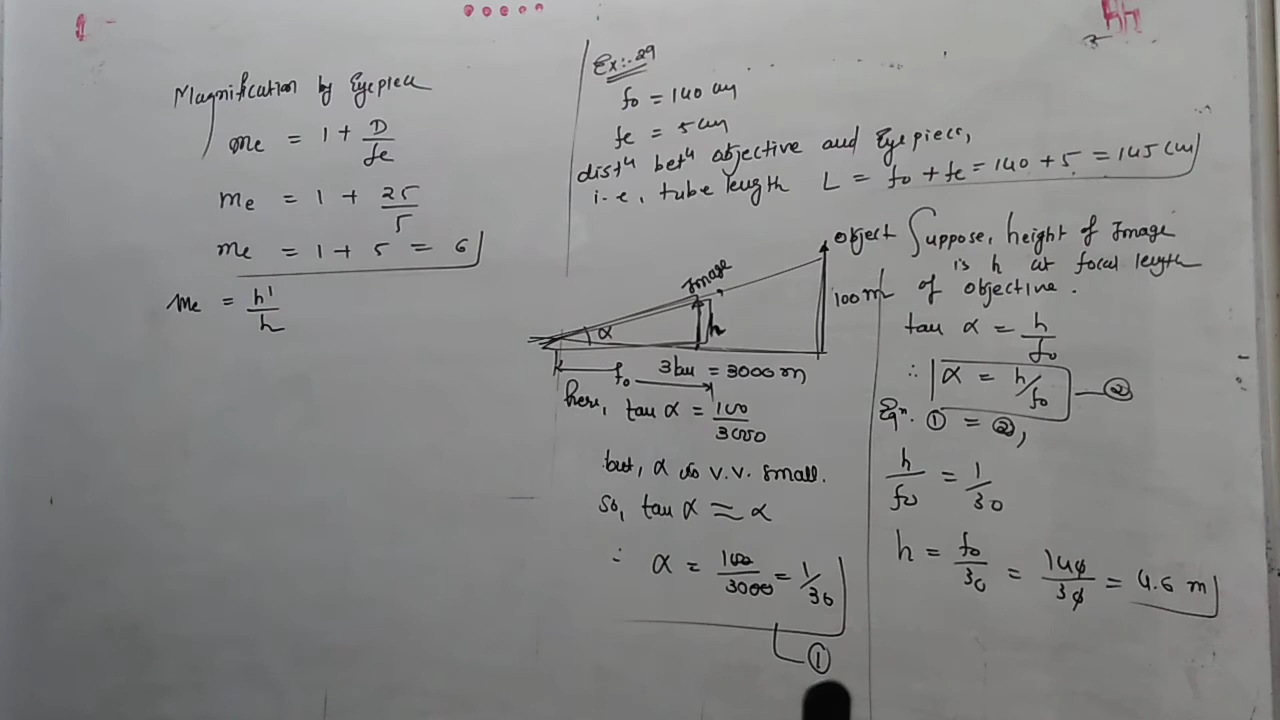 Magnification by Eyepiece
me = 1 + D/fe
me = 1 + 25/5
me = 1 + 5 = 6
me = h'/h
Ex:-29
fo = 140 cm
fe = 5 cm
distn betn objective and Eyepiece,
i.e. tube length L = fo + fe = 140 + 5 = 145 cm
object
Image
100 m
h
α
3 km = 3000 m
fo
here, tan α = 100/3000
but, α is v.v. small.
So, tan α ≈ α
∴ α = 100/3000 = 1/30
①
Suppose, height of Image
is h at focal length
of objective.
tan α = h/fo
∴ α = h/fo — ②
Eqn. ① = ②,
h/fo = 1/30
h = fo/30 = 140/30 = 4.6 m